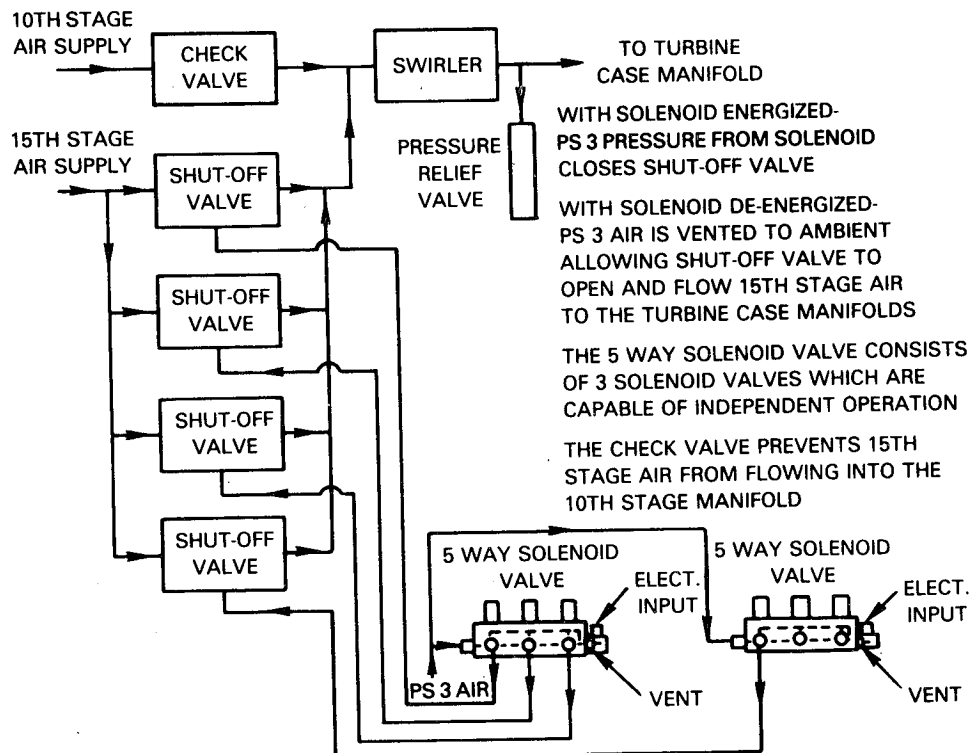 10TH STAGE
AIR SUPPLY
CHECK
VALVE
SWIRLER
TO TURBINE
CASE MANIFOLD
15TH STAGE
AIR SUPPLY
SHUT-OFF
VALVE
PRESSURE
RELIEF
VALVE
WITH SOLENOID ENERGIZED-
PS 3 PRESSURE FROM SOLENOID
CLOSES SHUT-OFF VALVE
WITH SOLENOID DE-ENERGIZED-
PS 3 AIR IS VENTED TO AMBIENT
ALLOWING SHUT-OFF VALVE TO
OPEN AND FLOW 15TH STAGE AIR
TO THE TURBINE CASE MANIFOLDS
THE 5 WAY SOLENOID VALVE CONSISTS
OF 3 SOLENOID VALVES WHICH ARE
CAPABLE OF INDEPENDENT OPERATION
THE CHECK VALVE PREVENTS 15TH
STAGE AIR FROM FLOWING INTO THE
10TH STAGE MANIFOLD
SHUT-OFF
VALVE
SHUT-OFF
VALVE
SHUT-OFF
VALVE
5 WAY SOLENOID
VALVE
ELECT.
INPUT
PS 3 AIR
VENT
5 WAY SOLENOID
VALVE
ELECT.
INPUT
VENT